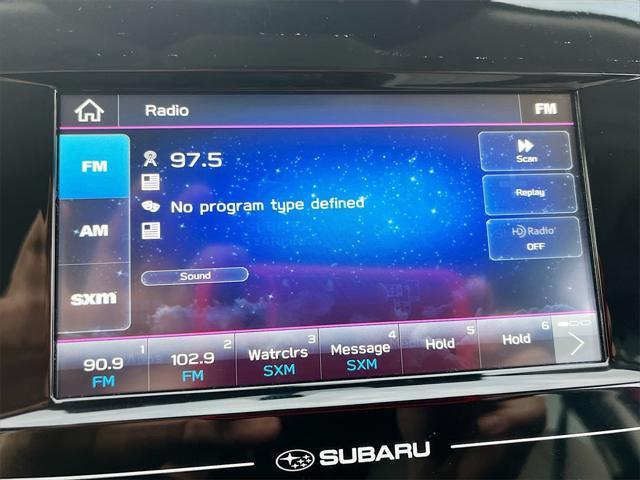 Radio FM
FM 97.5 Scan
No program type defined Replay
AM HD Radio
OFF
sxm Sound
90.9 1 102.9 2 Watrclrs 3 Message 4 Hold 5 Hold 6
FM FM SXM SXM
SUBARU